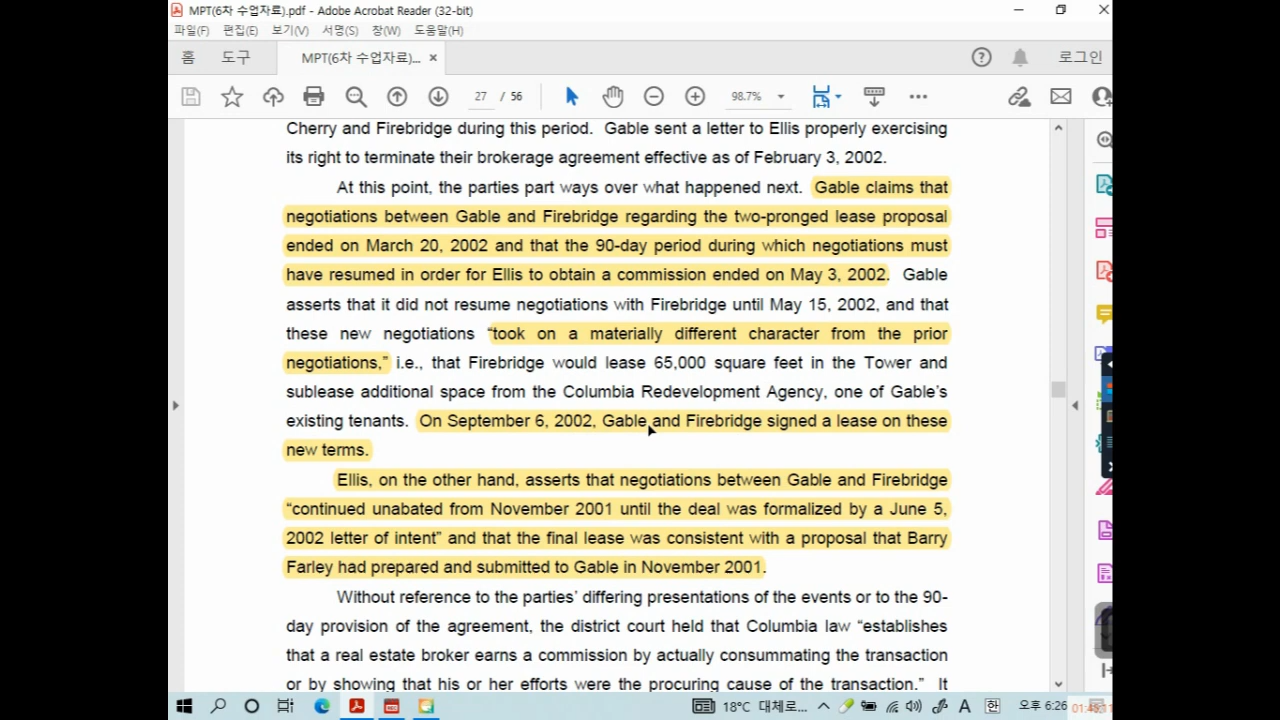 MPT(6차 수업자료).pdf - Adobe Acrobat Reader (32-bit)
파일(F) 편집(E) 보기(V) 서명(S) 창(W) 도움말(H)
홈 도구 MPT(6차 수업자료)... × 로그인
27 / 56 98.7%
Cherry and Firebridge during this period. Gable sent a letter to Ellis properly exercising
its right to terminate their brokerage agreement effective as of February 3, 2002.
At this point, the parties part ways over what happened next. Gable claims that
negotiations between Gable and Firebridge regarding the two-pronged lease proposal
ended on March 20, 2002 and that the 90-day period during which negotiations must
have resumed in order for Ellis to obtain a commission ended on May 3, 2002. Gable
asserts that it did not resume negotiations with Firebridge until May 15, 2002, and that
these new negotiations “took on a materially different character from the prior
negotiations,” i.e., that Firebridge would lease 65,000 square feet in the Tower and
sublease additional space from the Columbia Redevelopment Agency, one of Gable’s
existing tenants. On September 6, 2002, Gable and Firebridge signed a lease on these
new terms.
Ellis, on the other hand, asserts that negotiations between Gable and Firebridge
“continued unabated from November 2001 until the deal was formalized by a June 5,
2002 letter of intent” and that the final lease was consistent with a proposal that Barry
Farley had prepared and submitted to Gable in November 2001.
Without reference to the parties’ differing presentations of the events or to the 90-
day provision of the agreement, the district court held that Columbia law “establishes
that a real estate broker earns a commission by actually consummating the transaction
or by showing that his or her efforts were the procuring cause of the transaction.” It
18°C 대체로... A 한 오후 6:26